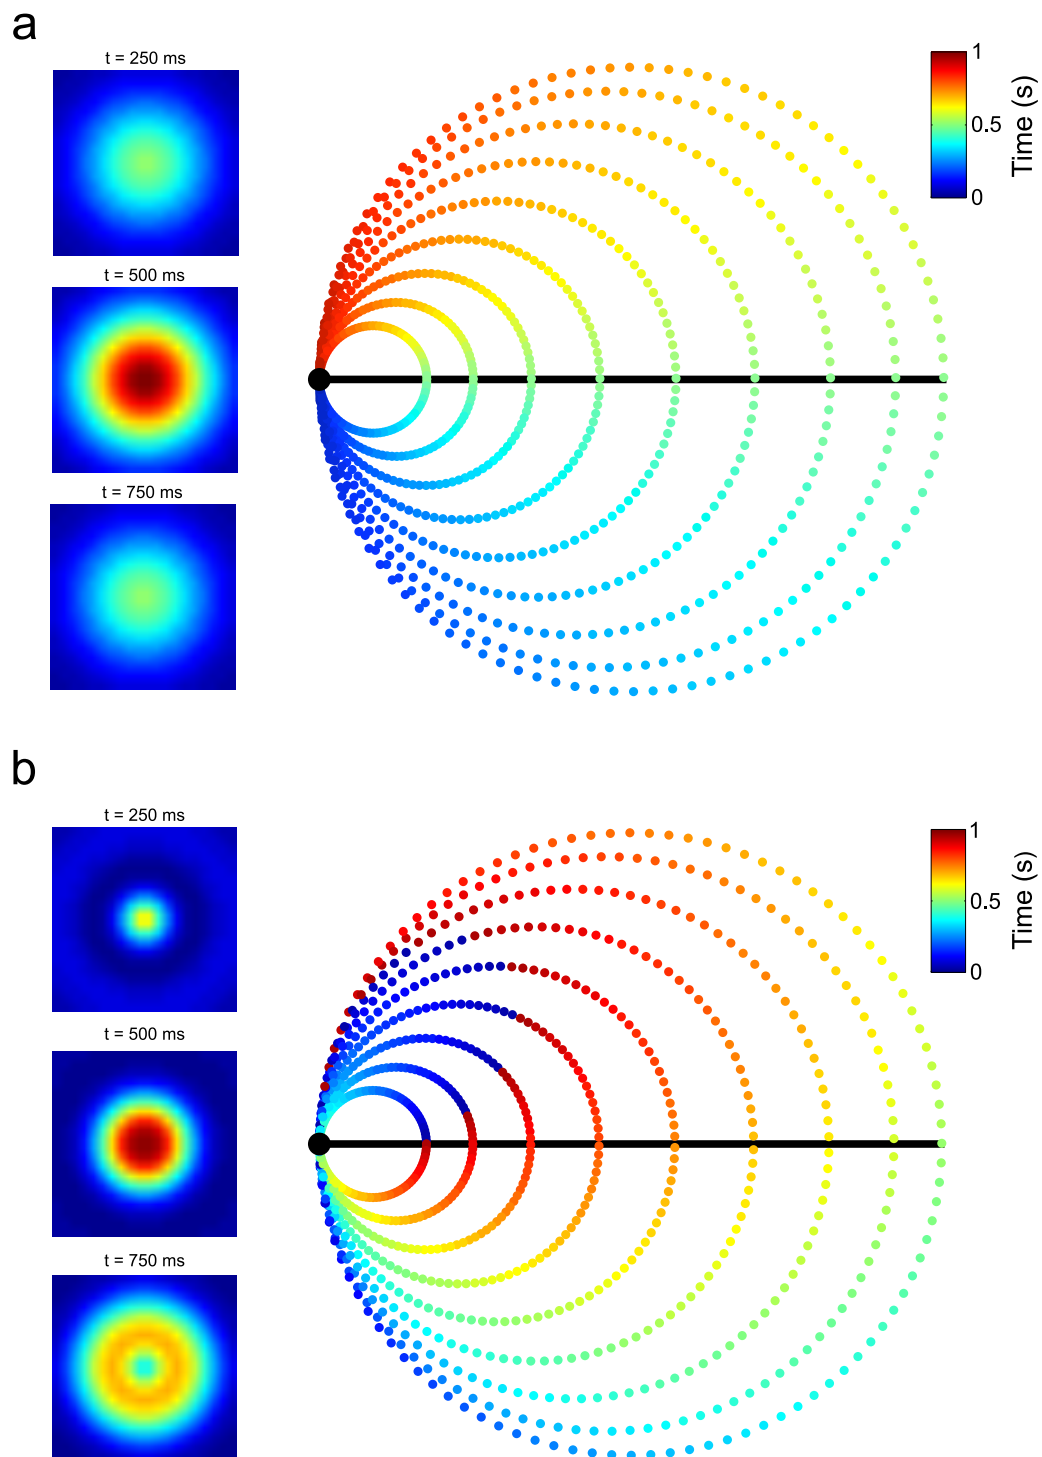 a
t = 250 ms
t = 500 ms
t = 750 ms
1
0.5
0
Time (s)
b
t = 250 ms
t = 500 ms
t = 750 ms
1
0.5
0
Time (s)